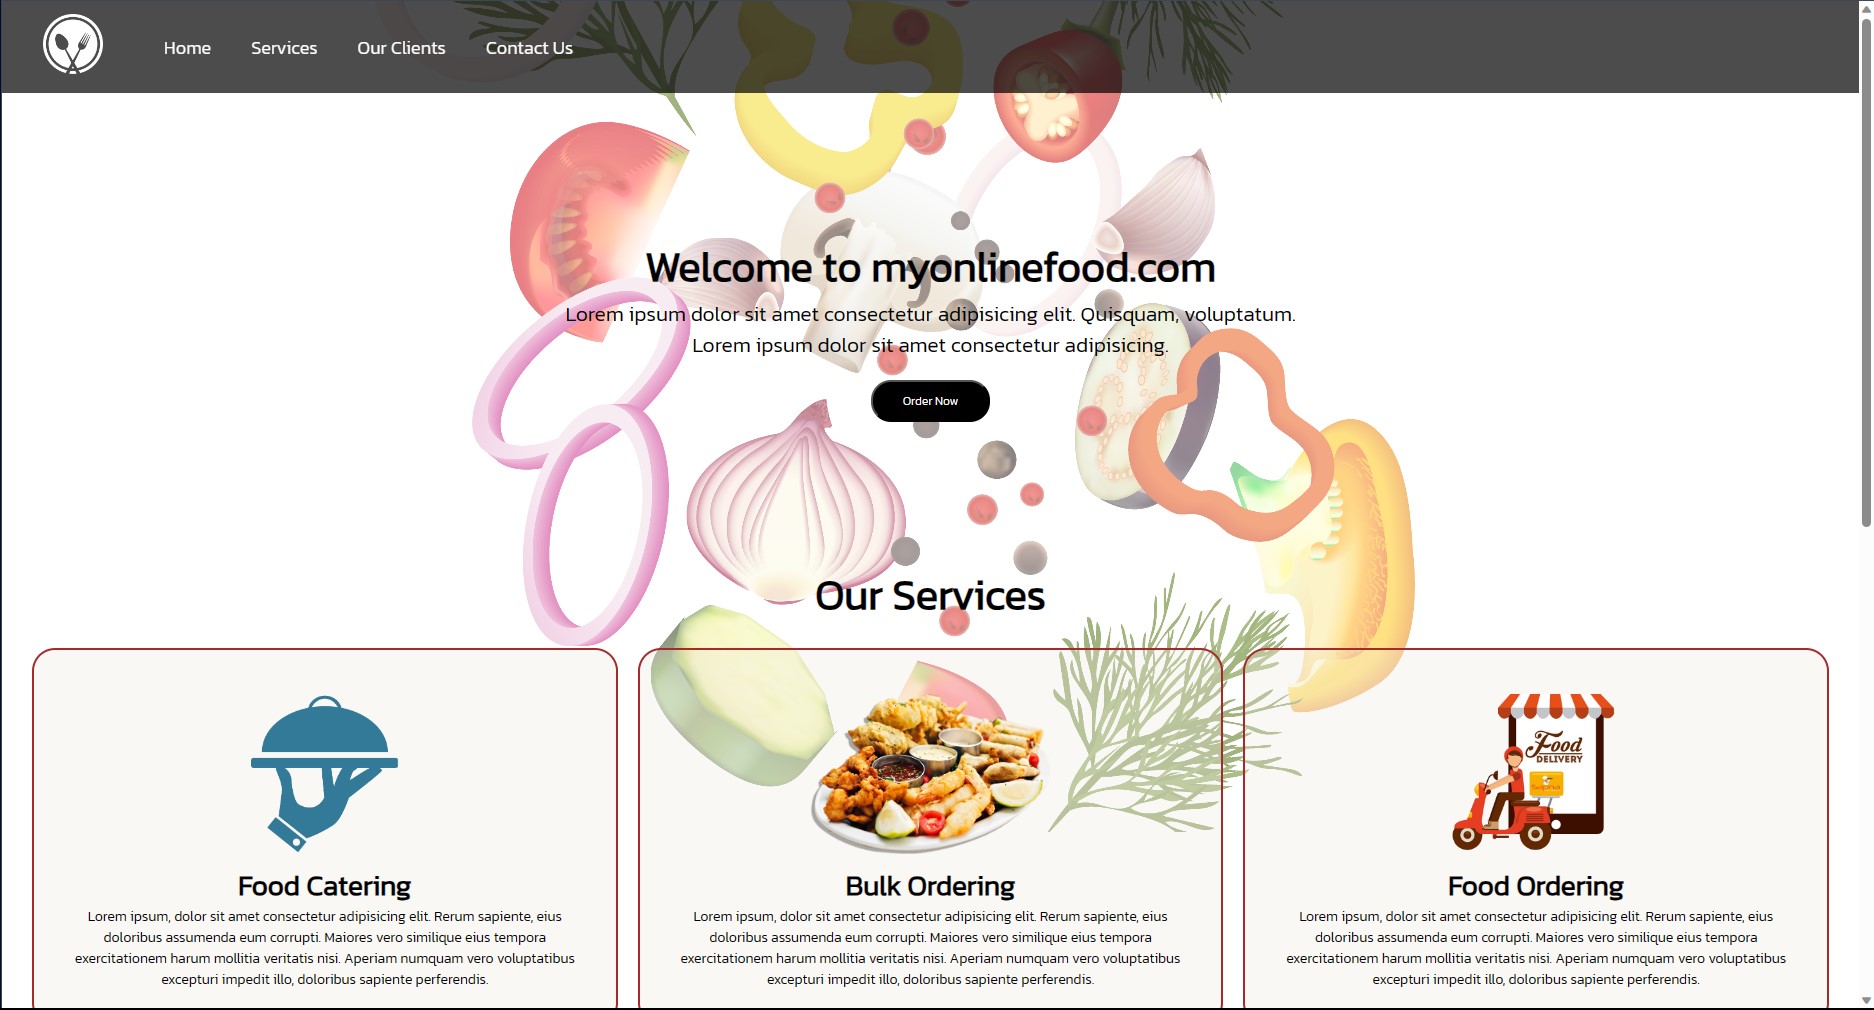 Home Services Our Clients Contact Us
Welcome to myonlinefood.com
Lorem ipsum dolor sit amet consectetur adipisicing elit. Quisquam, voluptatum.
Lorem ipsum dolor sit amet consectetur adipisicing.
Order Now
Our Services
Food
DELIVERY
Food Catering
Lorem ipsum, dolor sit amet consectetur adipisicing elit. Rerum sapiente, eius
doloribus assumenda eum corrupti. Maiores vero similique eius tempora
exercitationem harum mollitia veritatis nisi. Aperiam numquam vero voluptatibus
excepturi impedit illo, doloribus sapiente perferendis.
Bulk Ordering
Lorem ipsum, dolor sit amet consectetur adipisicing elit. Rerum sapiente, eius
doloribus assumenda eum corrupti. Maiores vero similique eius tempora
exercitationem harum mollitia veritatis nisi. Aperiam numquam vero voluptatibus
excepturi impedit illo, doloribus sapiente perferendis.
Food Ordering
Lorem ipsum, dolor sit amet consectetur adipisicing elit. Rerum sapiente, eius
doloribus assumenda eum corrupti. Maiores vero similique eius tempora
exercitationem harum mollitia veritatis nisi. Aperiam numquam vero voluptatibus
excepturi impedit illo, doloribus sapiente perferendis.